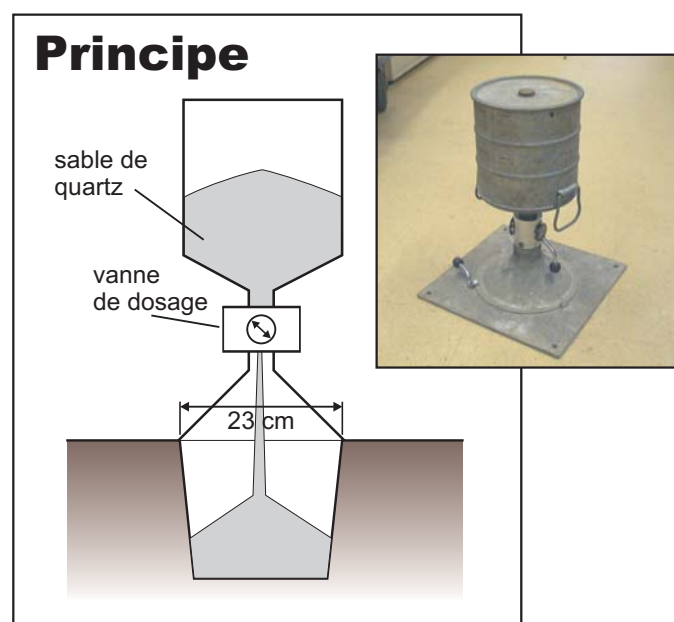 Principe
sable de
quartz
vanne
de dosage
23 cm